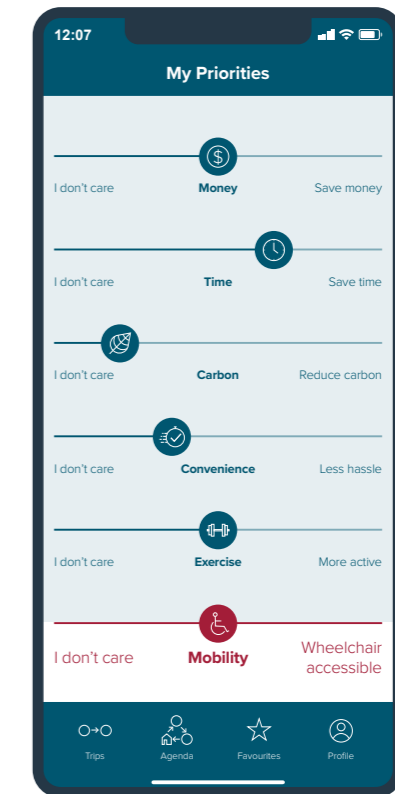 12:07
My Priorities
I don't care Money Save money
I don't care Time Save time
I don't care Carbon Reduce carbon
I don't care Convenience Less hassle
I don't care Exercise More active
I don't care Mobility Wheelchair
accessible
Trips Agenda Favourites Profile